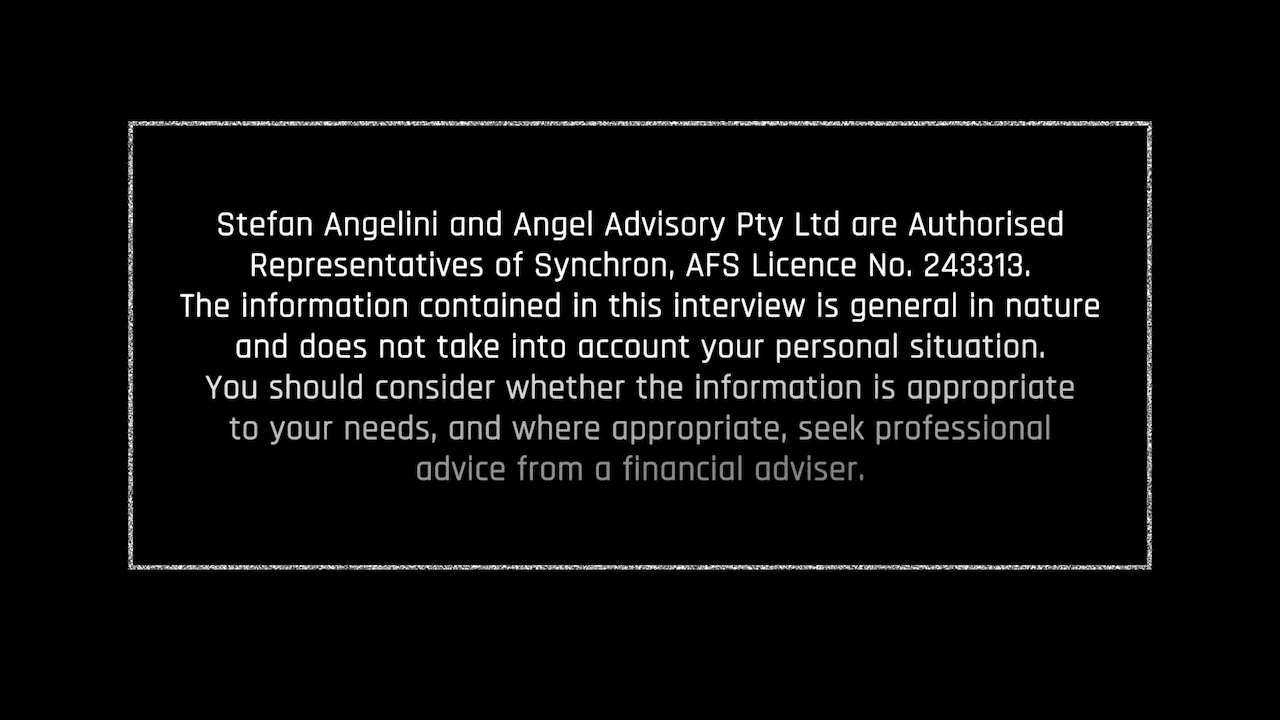 Stefan Angelini and Angel Advisory Pty Ltd are Authorised
Representatives of Synchron, AFS Licence No. 243313.
The information contained in this interview is general in nature
and does not take into account your personal situation.
You should consider whether the information is appropriate
to your needs, and where appropriate, seek professional
advice from a financial adviser.